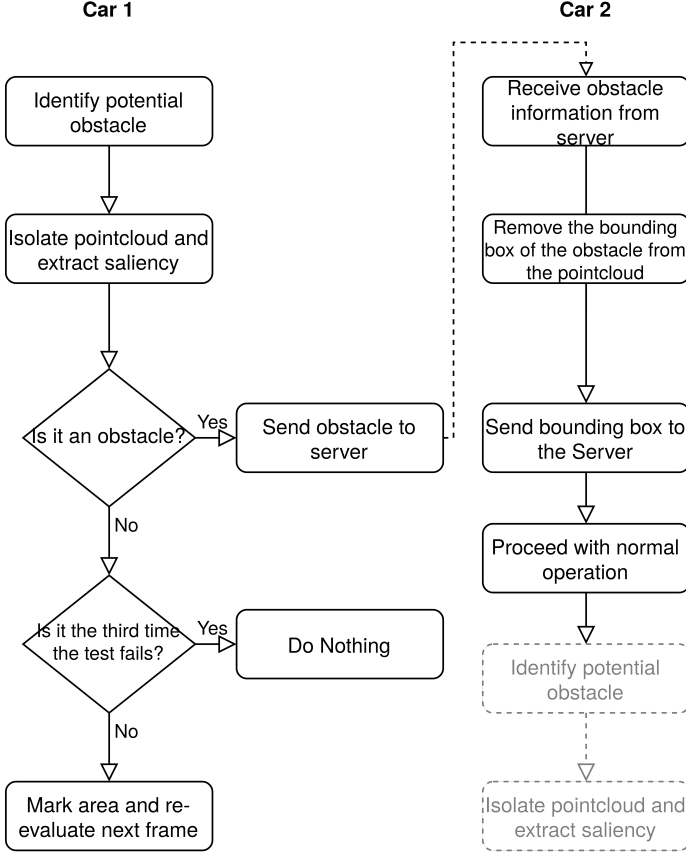 Car 1
Identify potential
obstacle
Isolate pointcloud and
extract saliency
Is it an obstacle?
Yes
Send obstacle to
server
No
Is it the third time
the test fails?
Yes
Do Nothing
No
Mark area and re-
evaluate next frame
Car 2
Receive obstacle
information from
server
Remove the bounding
box of the obstacle from
the pointcloud
Send bounding box to
the Server
Proceed with normal
operation
Identify potential
obstacle
Isolate pointcloud and
extract saliency